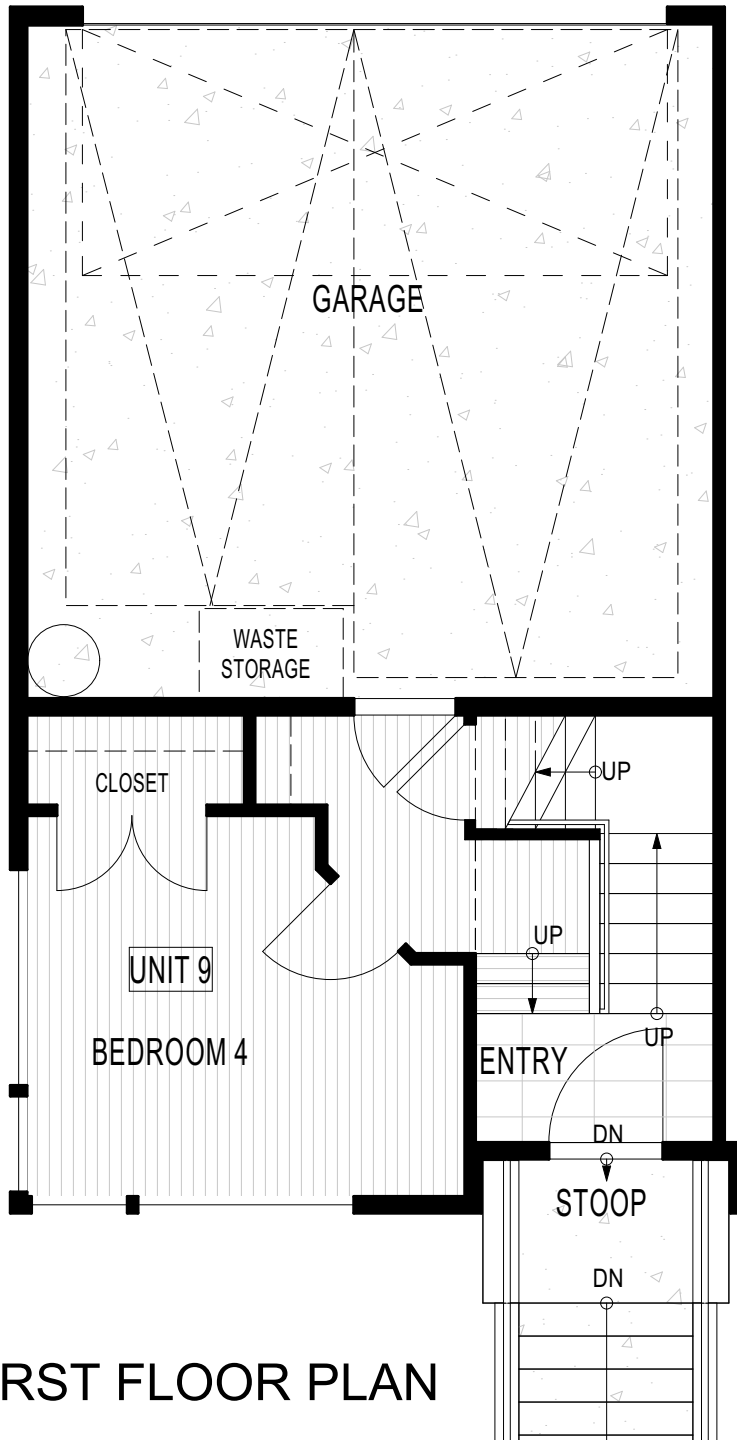 GARAGE
WASTE
STORAGE
CLOSET
UP
UP
UNIT 9
BEDROOM 4
ENTRY
UP
DN
STOOP
DN
RST FLOOR PLAN